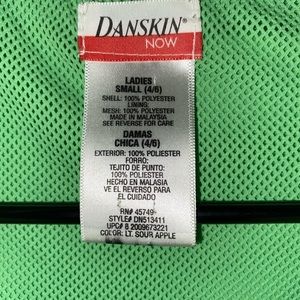 DANSKIN
NOW
LADIES
SMALL (4/6)
SHELL: 100% POLYESTER
LINING:
MESH: 100% POLYESTER
MADE IN MALAYSIA
SEE REVERSE FOR CARE
DAMAS
CHICA (4/6)
EXTERIOR: 100% POLIESTER
FORRO:
TEJITO DE PUNTO:
100% POLIESTER
HECHO EN MALASIA
VE EL REVERSO PARA
EL CUIDADO
RN# 45749
STYLE# DN513411
UPC# 8 2009673221
COLOR: LT. SOUR APPLE